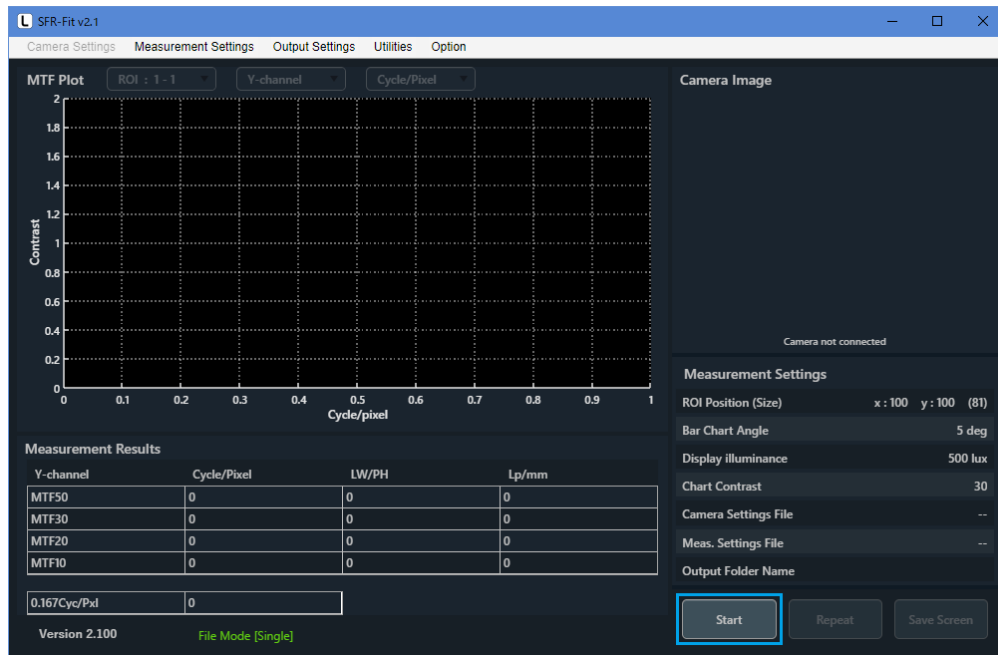 L SFR-Fit v2.1
Camera Settings Measurement Settings Output Settings Utilities Option
MTF Plot ROI : 1 - 1 Y-channel Cycle/Pixel
Camera Image
2
1.8
1.6
1.4
1.2
1
0.8
0.6
0.4
0.2
0
Contrast
0 0.1 0.2 0.3 0.4 0.5 0.6 0.7 0.8 0.9 1
Cycle/pixel
Camera not connected
Measurement Settings
ROI Position (Size) x : 100 y : 100 (81)
Bar Chart Angle 5 deg
Display illuminance 500 lux
Chart Contrast 30
Camera Settings File --
Meas. Settings File --
Output Folder Name
Measurement Results
Y-channel Cycle/Pixel LW/PH Lp/mm
MTF50 0 0 0
MTF30 0 0 0
MTF20 0 0 0
MTF10 0 0 0
0.167Cyc/Pxl 0
Version 2.100 File Mode [Single]
Start Repeat Save Screen